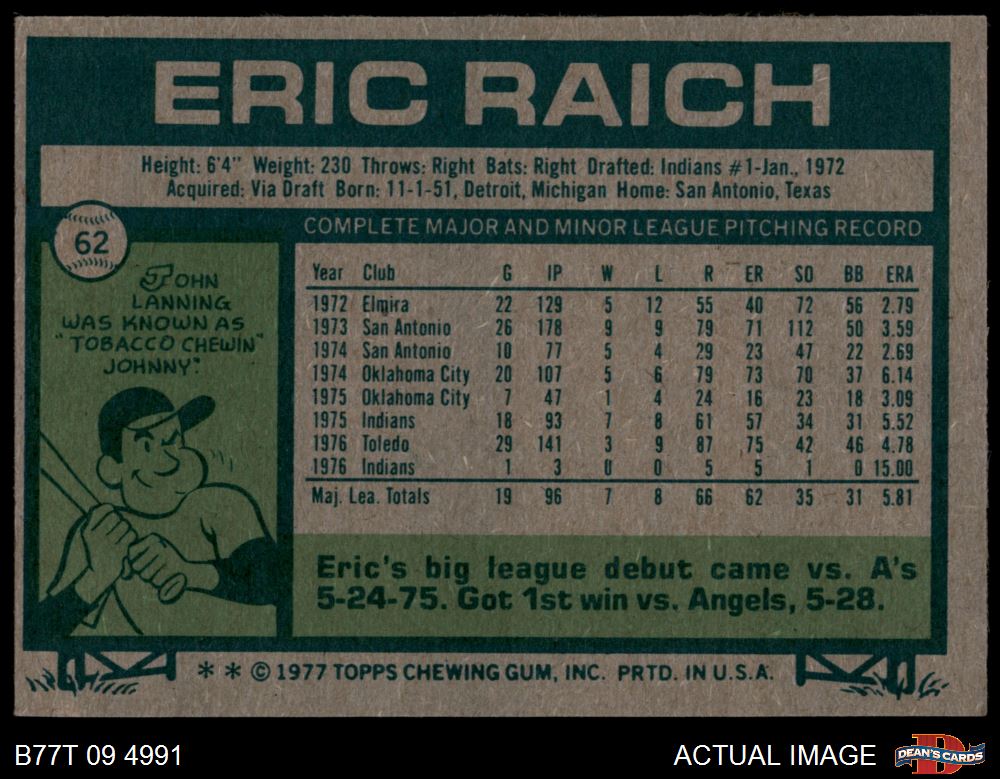 ERIC RAICH
Height: 6'4" Weight: 230 Throws: Right Bats: Right Drafted: Indians #1-Jan., 1972
Acquired: Via Draft Born: 11-1-51, Detroit, Michigan Home: San Antonio, Texas
62
JOHN
LANNING
WAS KNOWN AS
"TOBACCO CHEWIN"
JOHNNY."
COMPLETE MAJOR AND MINOR LEAGUE PITCHING RECORD
Year Club G IP W L R ER SO BB ERA
1972 Elmira 22 129 5 12 55 40 72 56 2.79
1973 San Antonio 26 178 9 9 79 71 112 50 3.59
1974 San Antonio 10 77 5 4 29 23 47 22 2.69
1974 Oklahoma City 20 107 5 6 79 73 70 37 6.14
1975 Oklahoma City 7 47 1 4 24 16 23 18 3.09
1975 Indians 18 93 7 8 61 57 34 31 5.52
1976 Toledo 29 141 3 9 87 75 42 46 4.78
1976 Indians 1 3 0 0 5 5 1 0 15.00
Maj. Lea. Totals 19 96 7 8 66 62 35 31 5.81
Eric's big league debut came vs. A's
5-24-75. Got 1st win vs. Angels, 5-28.
* * © 1977 TOPPS CHEWING GUM, INC. PRTD. IN U.S.A.
B77T 09 4991
ACTUAL IMAGE
DEAN'S CARDS